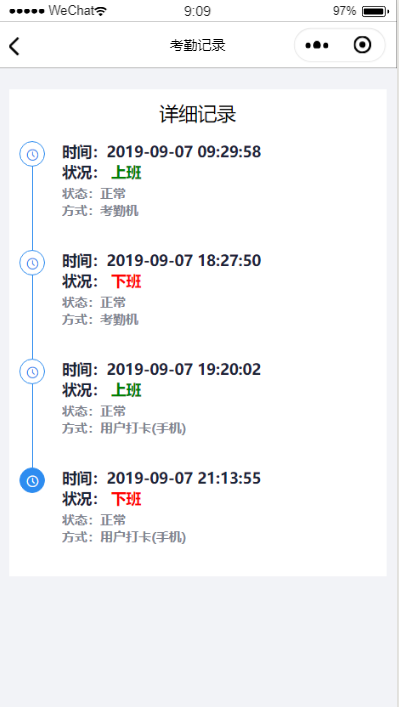 WeChat 9:09 97%
考勤记录
详细记录
时间：2019-09-07 09:29:58
状况： 上班
状态：正常
方式：考勤机
时间：2019-09-07 18:27:50
状况： 下班
状态：正常
方式：考勤机
时间：2019-09-07 19:20:02
状况： 上班
状态：正常
方式：用户打卡(手机)
时间：2019-09-07 21:13:55
状况： 下班
状态：正常
方式：用户打卡(手机)